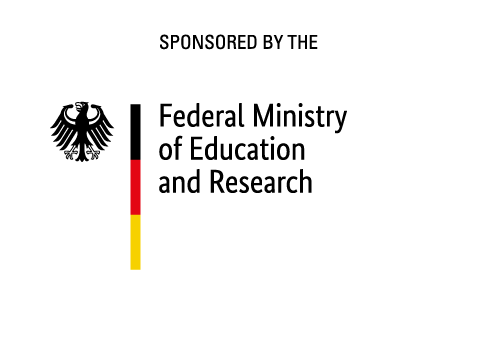 SPONSORED BY THE
Federal Ministry
of Education
and Research